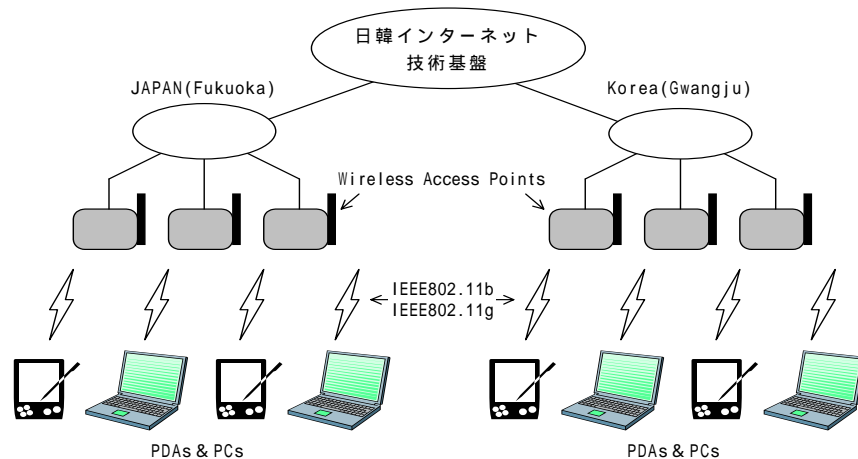 日韓インターネット
技術基盤
JAPAN(Fukuoka)
Korea(Gwangju)
Wireless Access Points
IEEE802.11b
IEEE802.11g
PDAs & PCs
PDAs & PCs